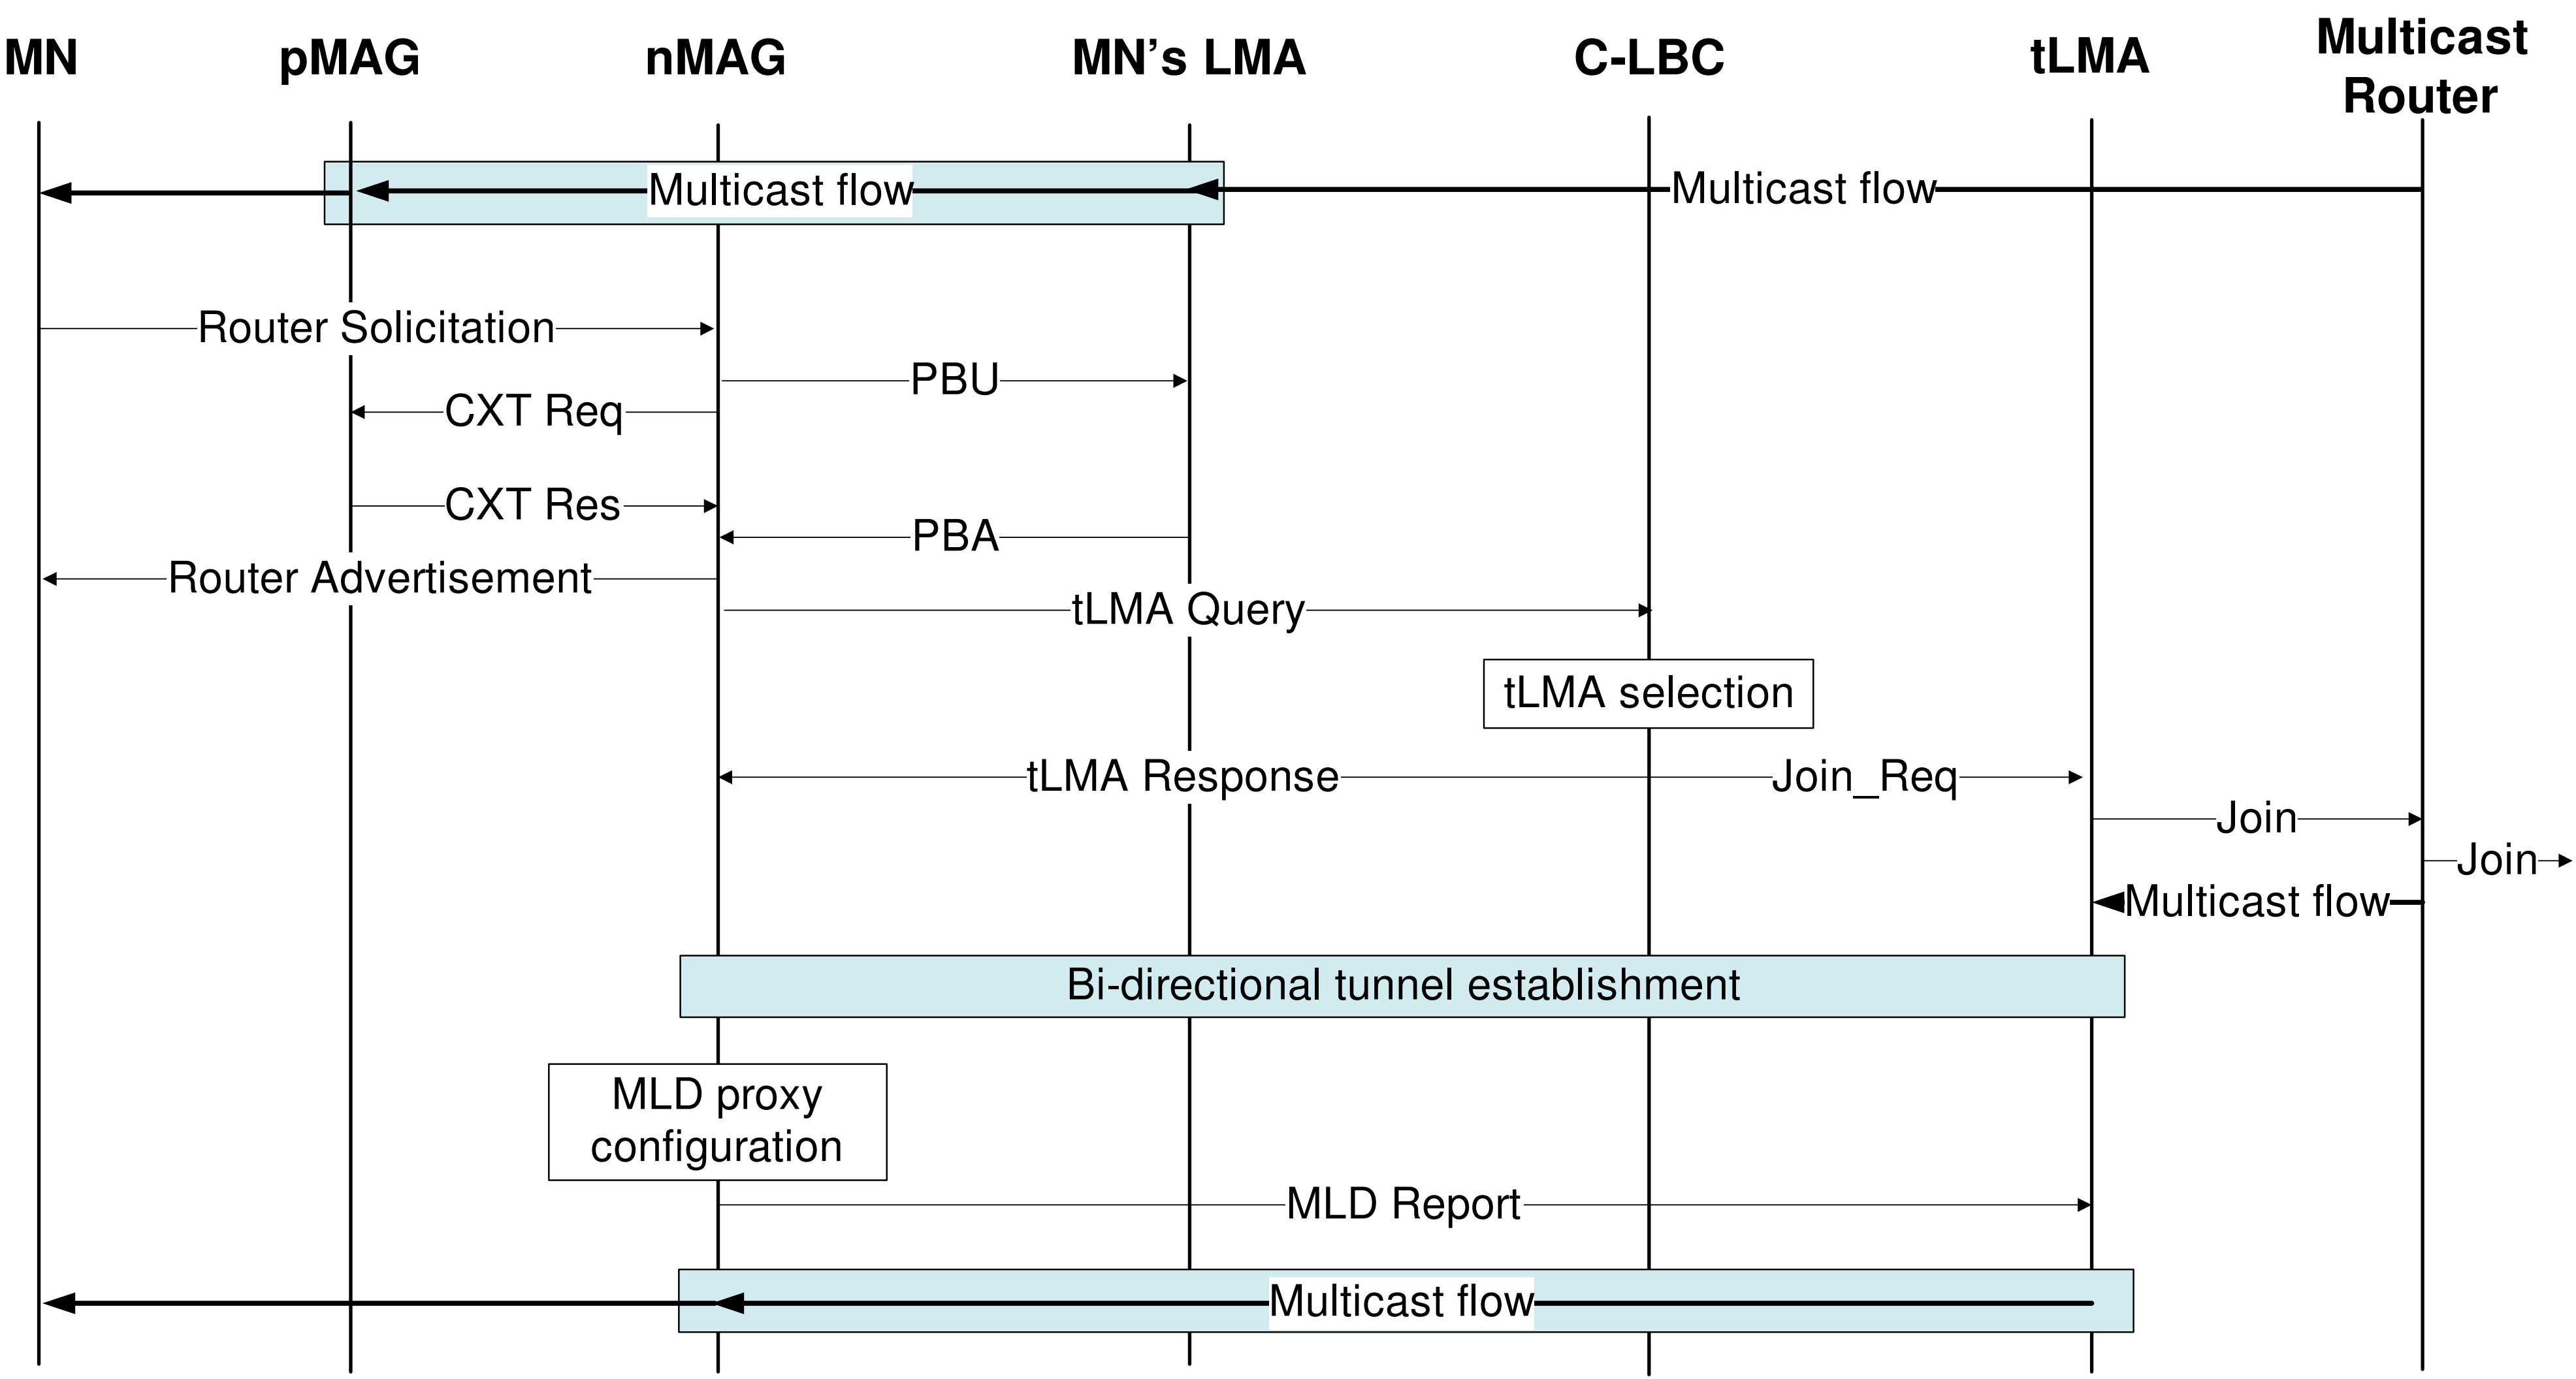 MN
pMAG
nMAG
MN's LMA
C-LBC
tLMA
Multicast
Router
Multicast flow
Multicast flow
Router Solicitation
PBU
CXT Req
CXT Res
PBA
Router Advertisement
tLMA Query
tLMA selection
tLMA Response
Join_Req
Join
Join
Multicast flow
Bi-directional tunnel establishment
MLD proxy
configuration
MLD Report
Multicast flow